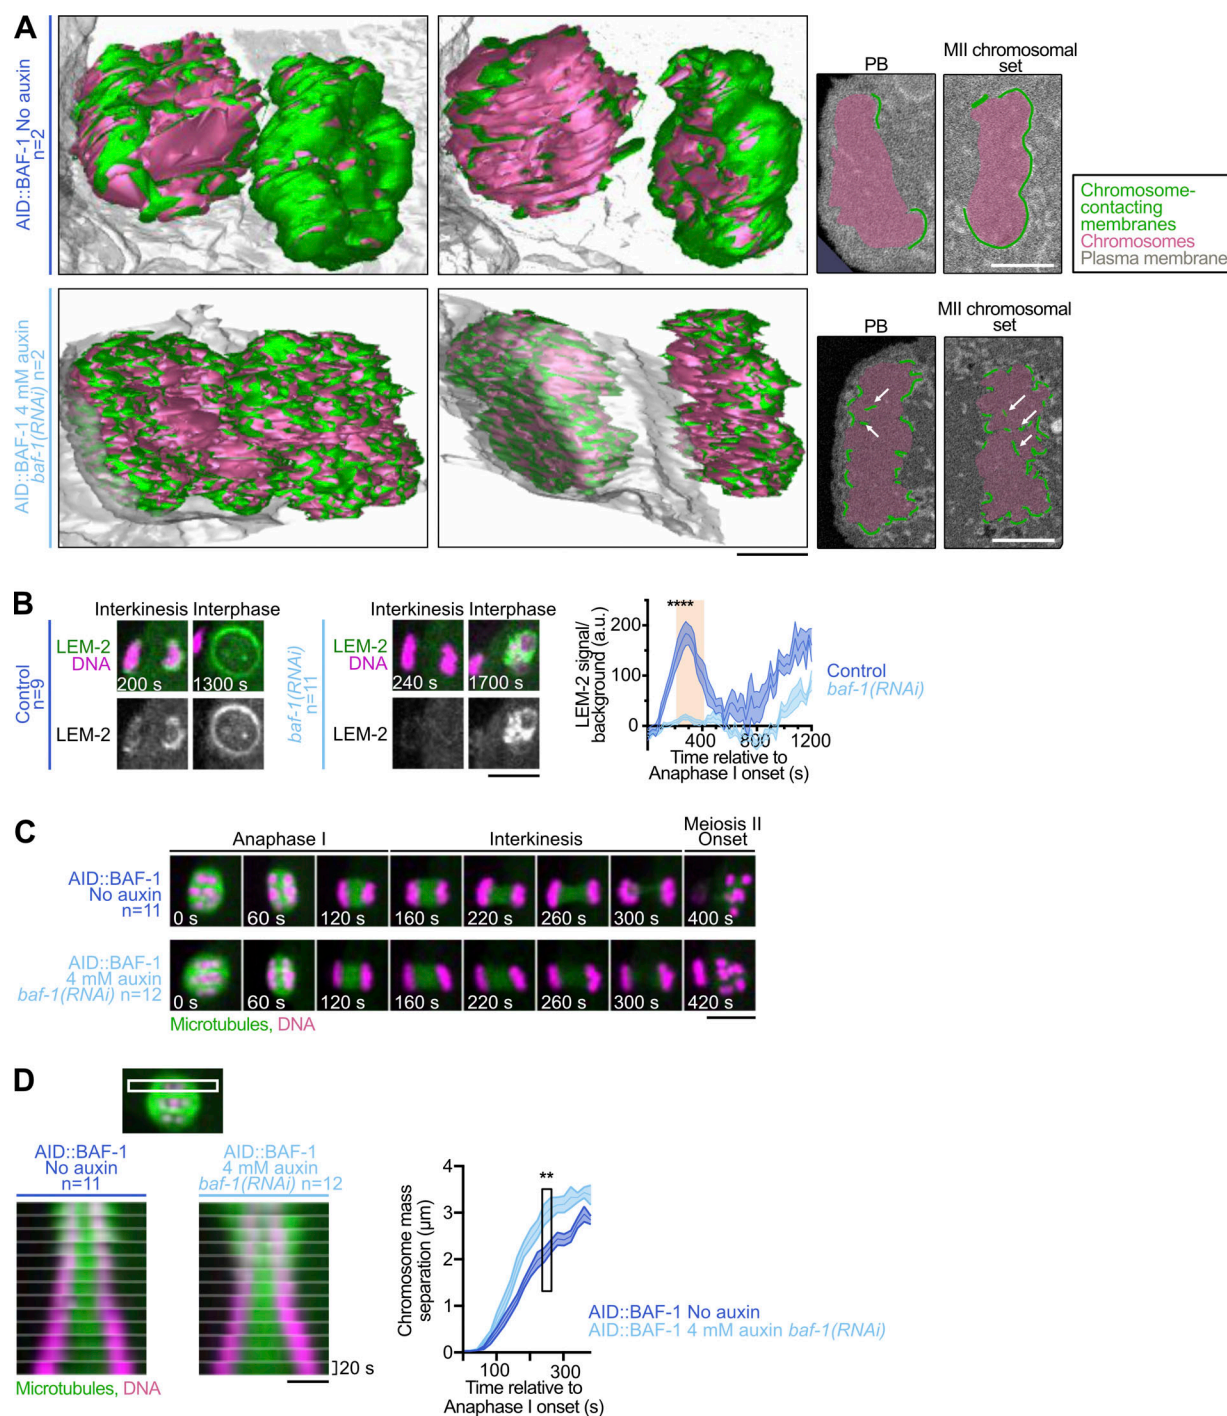 A
AID::BAF-1 No auxin
n=2
PB
MII chromosomal
set
Chromosome-
contacting
membranes
Chromosomes
Plasma membrane
AID::BAF-1 4 mM auxin
baf-1(RNAi) n=2
PB
MII chromosomal
set
B
Control
n=9
Interkinesis Interphase
LEM-2
DNA
200 s
1300 s
LEM-2
baf-1(RNAi)
n=11
Interkinesis Interphase
LEM-2
DNA
240 s
1700 s
LEM-2
LEM-2 signal/
background (a.u.)
200
100
0
****
400
800
1200
Time relative to
Anaphase I onset (s)
Control
baf-1(RNAi)
C
Anaphase I
Interkinesis
Meiosis II
Onset
AID::BAF-1
No auxin
n=11
0 s
60 s
120 s
160 s
220 s
260 s
300 s
400 s
AID::BAF-1
4 mM auxin
baf-1(RNAi) n=12
0 s
60 s
120 s
160 s
220 s
260 s
300 s
420 s
Microtubules, DNA
D
AID::BAF-1
No auxin
n=11
AID::BAF-1
4 mM auxin
baf-1(RNAi) n=12
20 s
Microtubules, DNA
Chromosome mass
separation (µm)
4
3
2
1
0
**
100
300
Time relative to
Anaphase I onset (s)
AID::BAF-1 No auxin
AID::BAF-1 4 mM auxin baf-1(RNAi)